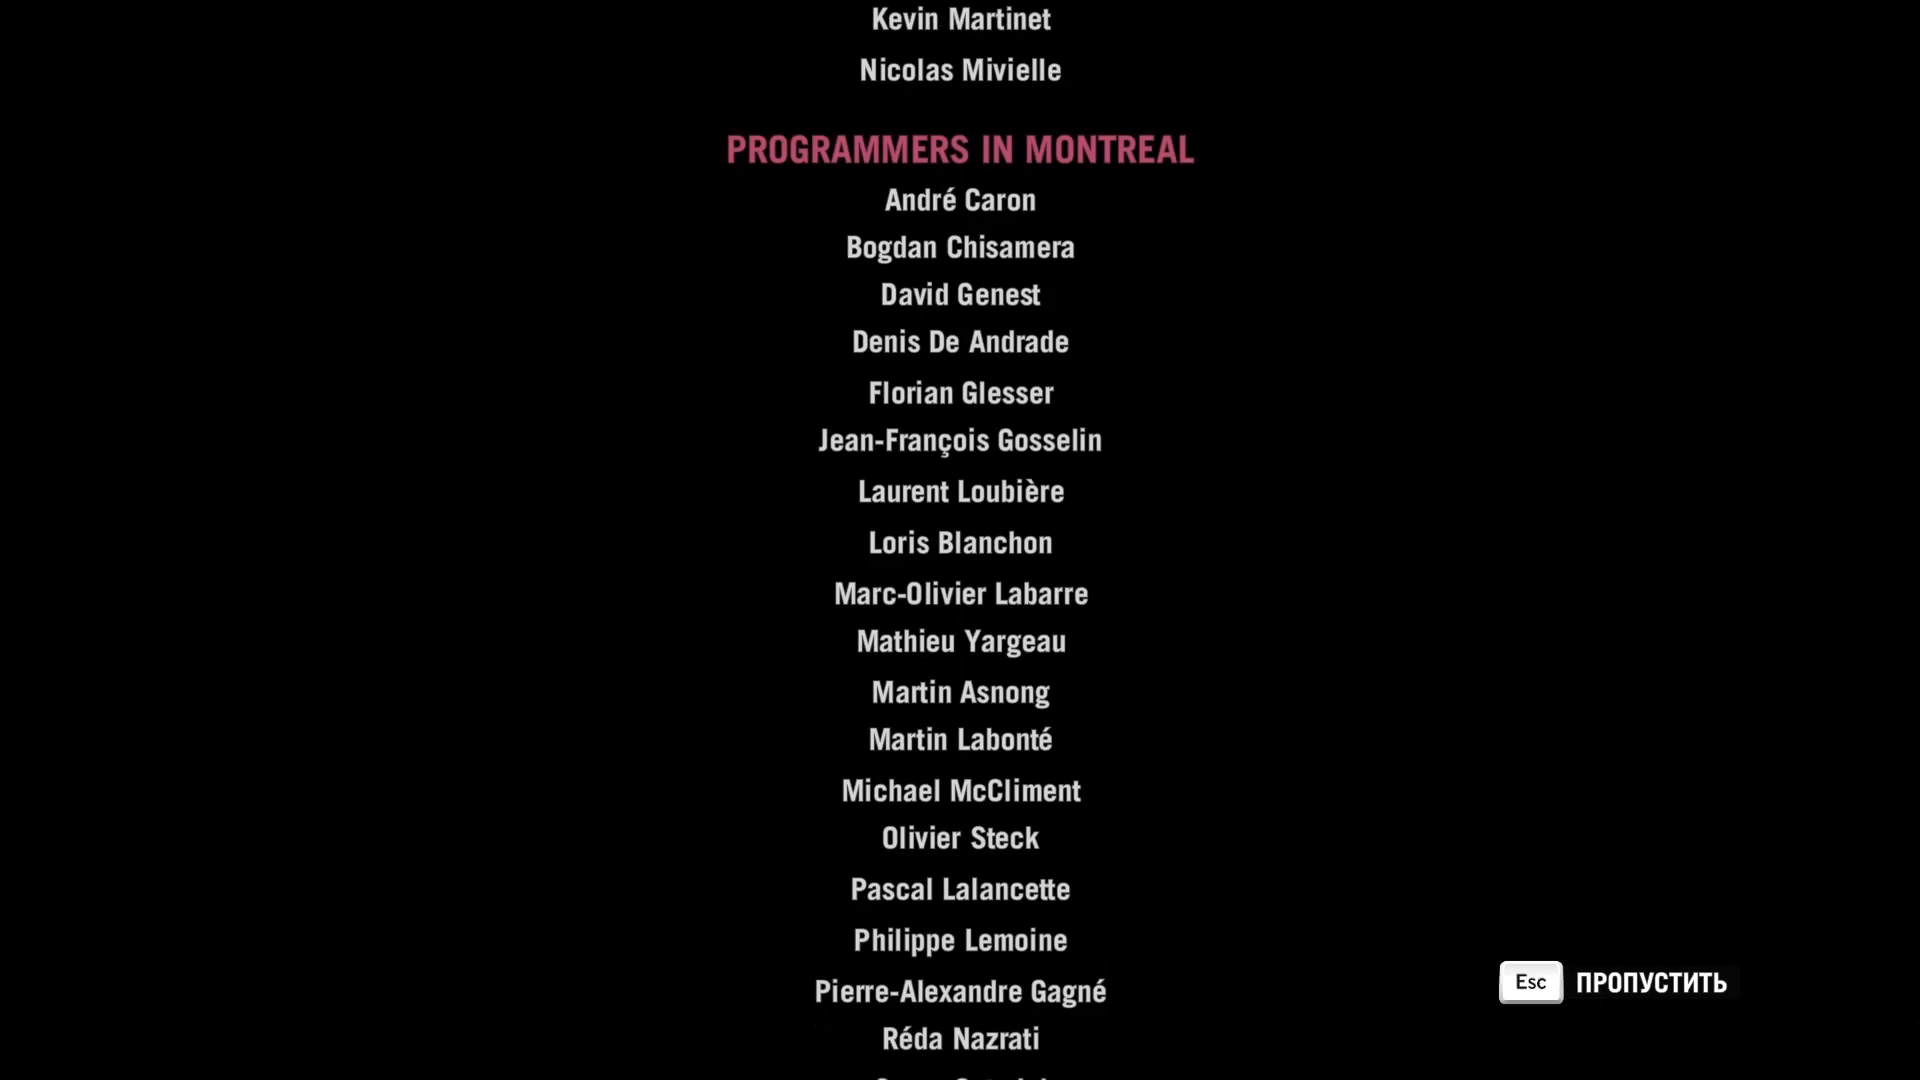 Kevin Martinet
Nicolas Mivielle
PROGRAMMERS IN MONTREAL
André Caron
Bogdan Chisamera
David Genest
Denis De Andrade
Florian Glesser
Jean-François Gosselin
Laurent Loubière
Loris Blanchon
Marc-Olivier Labarre
Mathieu Yargeau
Martin Asnong
Martin Labonté
Michael McCliment
Olivier Steck
Pascal Lalancette
Philippe Lemoine
Pierre-Alexandre Gagné
Réda Nazrati
Esc ПРОПУСТИТЬ